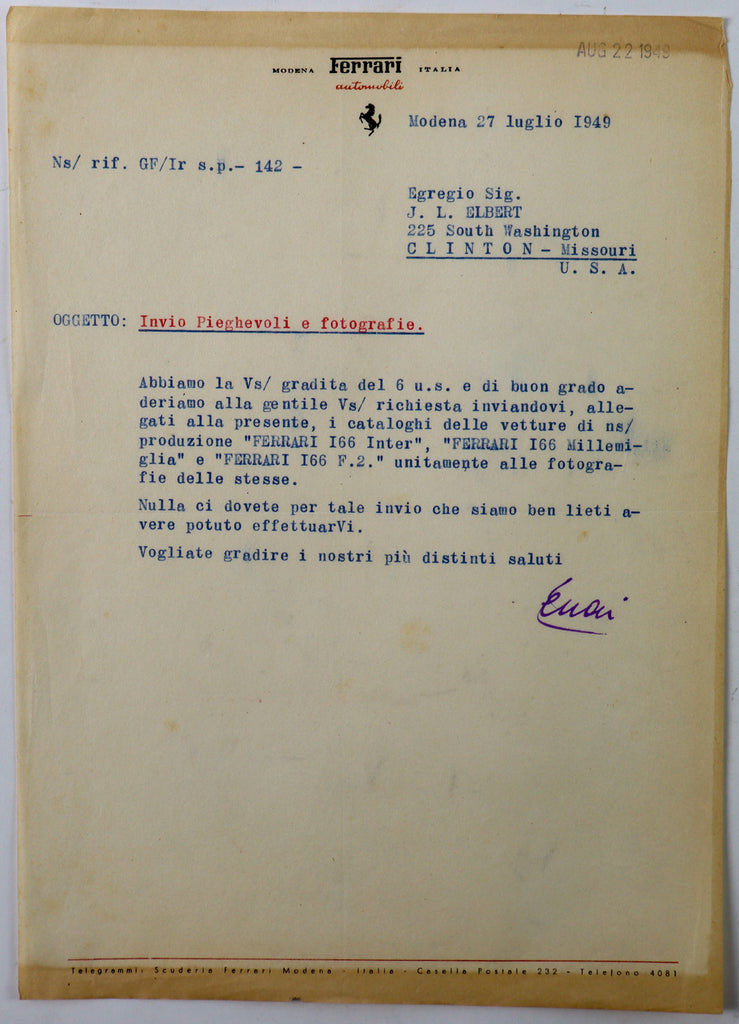 AUG 22 1949
MODENA Ferrari ITALIA
automobili
Modena 27 luglio I949
Ns/ rif. GF/Ir s.p.- 142 -
Egregio Sig.
J. L. ELBERT
225 South Washington
C L I N T O N - Missouri
U. S. A.
OGGETTO: Invio Pieghevoli e fotografie.
Abbiamo la Vs/ gradita del 6 u.s. e di buon grado a-
deriamo alla gentile Vs/ richiesta inviandovi, alle-
gati alla presente, i cataloghi delle vetture di ns/
produzione "FERRARI I66 Inter", "FERRARI I66 Millemi-
glia" e "FERRARI I66 F.2." unitamente alle fotogra-
fie delle stesse.
Nulla ci dovete per tale invio che siamo ben lieti a-
vere potuto effettuarVi.
Vogliate gradire i nostri più distinti saluti
Telegrammi: Scuderia Ferrari Modena - Italia - Casella Postale 232 - Telefono 4081